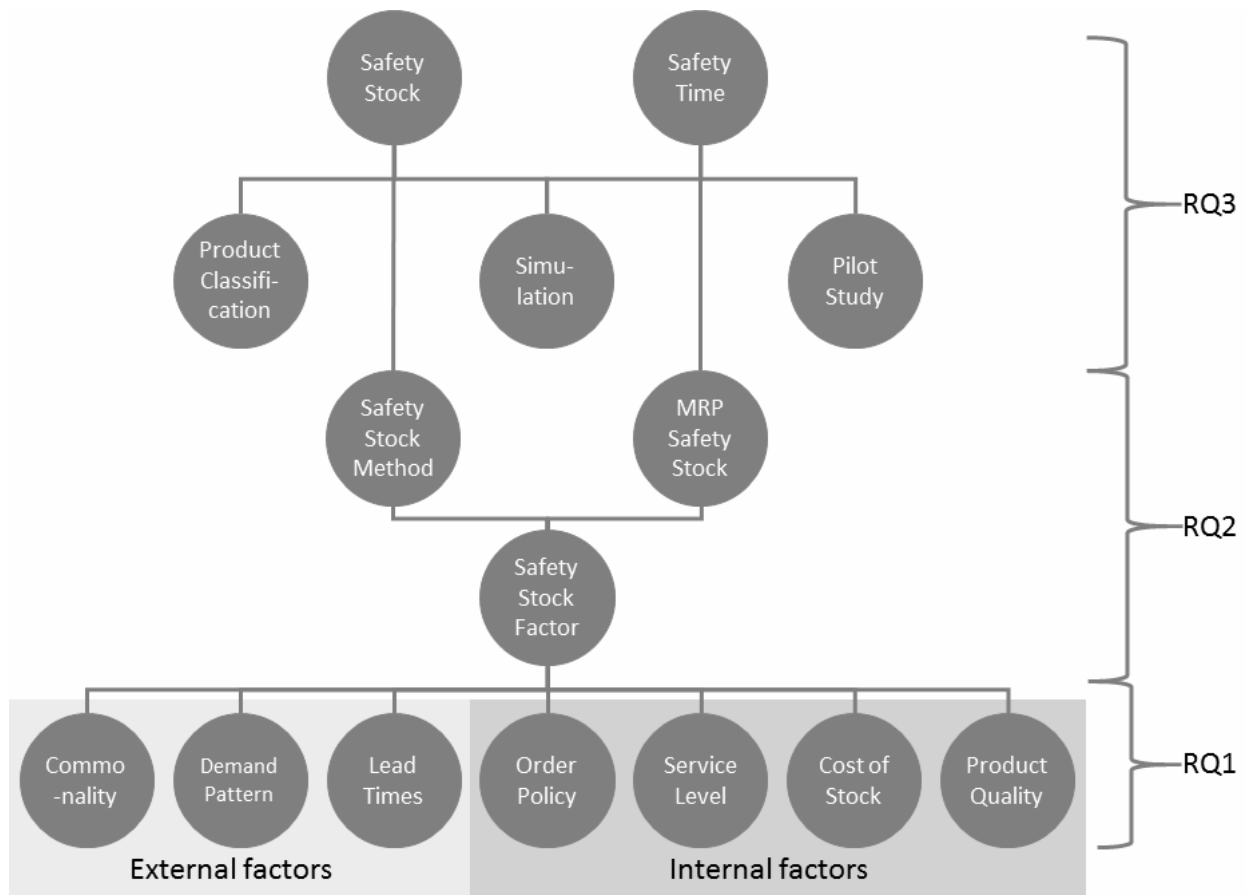 Safety
Stock
Safety
Time
RQ3
Product
Classifi-
cation
Simu-
lation
Pilot
Study
Safety
Stock
Method
MRP
Safety
Stock
RQ2
Safety
Stock
Factor
Commo
-nality
Demand
Pattern
Lead
Times
Order
Policy
Service
Level
Cost of
Stock
Product
Quality
RQ1
External factors
Internal factors